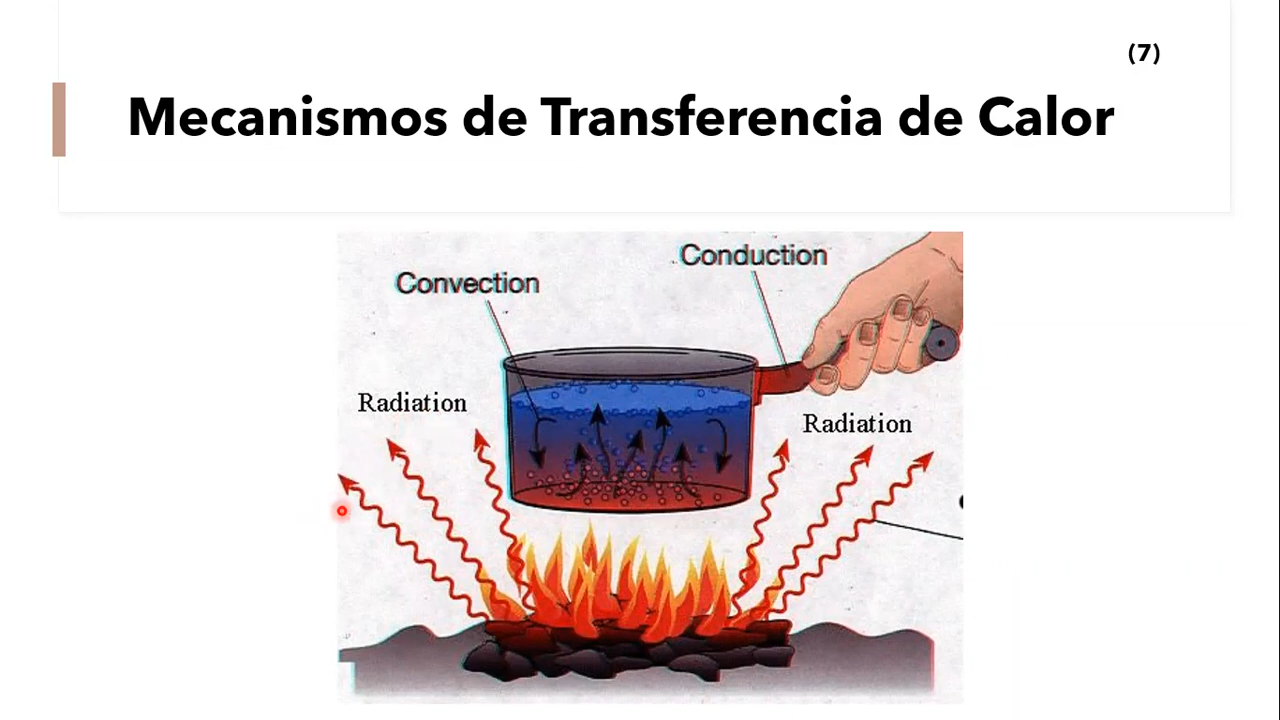 (7)
Mecanismos de Transferencia de Calor
Conduction
Convection
Radiation
Radiation